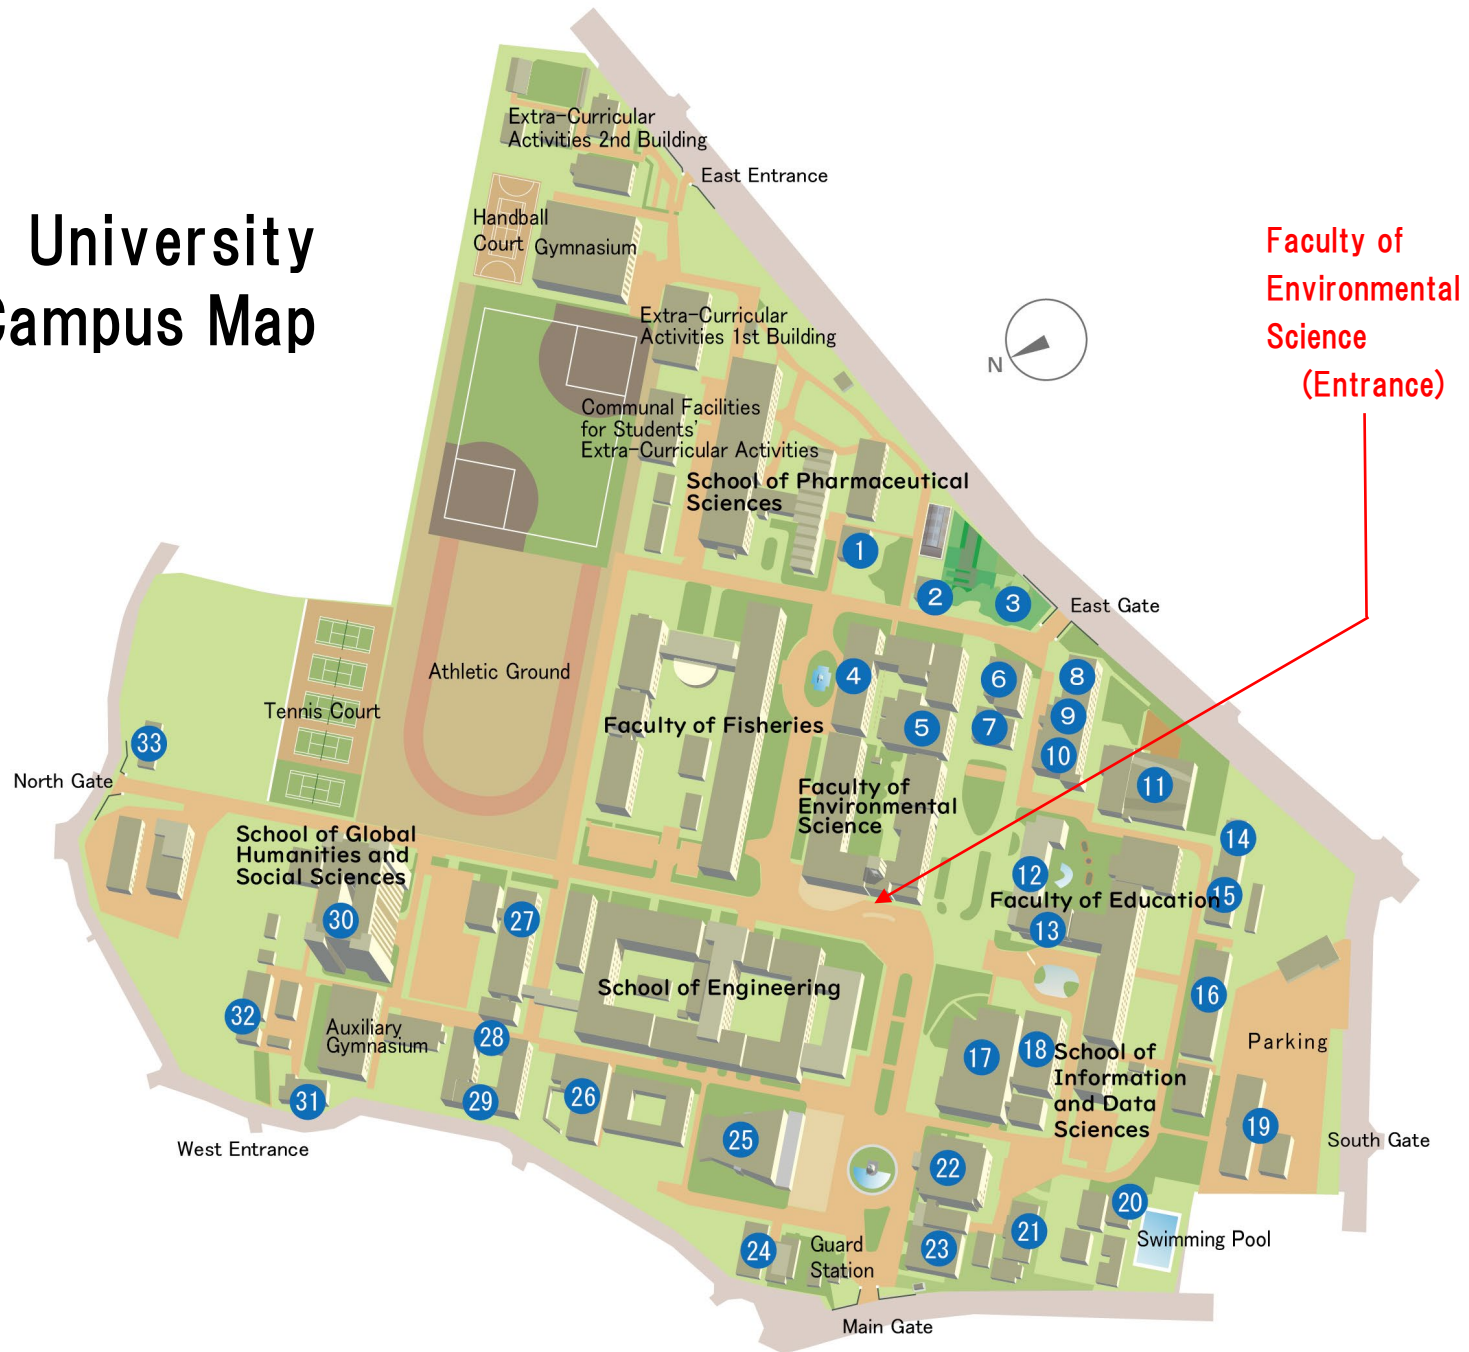 University
Campus Map
Extra-Curricular
Activities 2nd Building
East Entrance
Handball
Court
Gymnasium
Faculty of
Environmental
Science
(Entrance)
Extra-Curricular
Activities 1st Building
N
Communal Facilities
for Students'
Extra-Curricular Activities
School of Pharmaceutical
Sciences
1
2
3
East Gate
4
5
6
7
8
9
10
11
Athletic Ground
Tennis Court
Faculty of Fisheries
33
North Gate
Faculty of
Environmental
Science
School of Global
Humanities and
Social Sciences
30
27
12
Faculty of Education
13
14
15
16
School of Engineering
32
Auxiliary
Gymnasium
28
29
31
26
17
18
School of
Information
and Data
Sciences
Parking
West Entrance
25
22
19
South Gate
20
Swimming Pool
21
24
Guard
Station
23
Main Gate